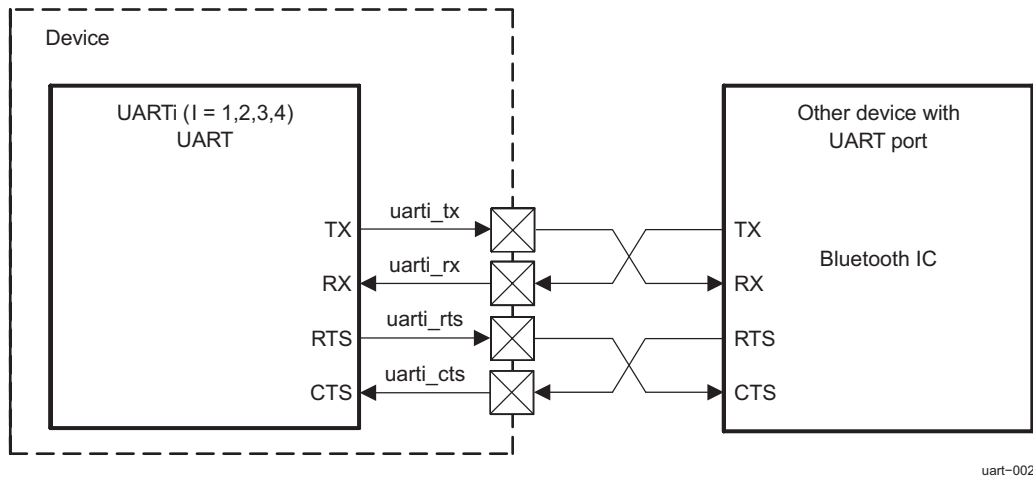 Device
UARTi (I = 1,2,3,4)
UART
Other device with
UART port
TX
uarti_tx
TX
Bluetooth IC
RX
uarti_rx
RX
RTS
uarti_rts
RTS
CTS
uarti_cts
CTS
uart−002